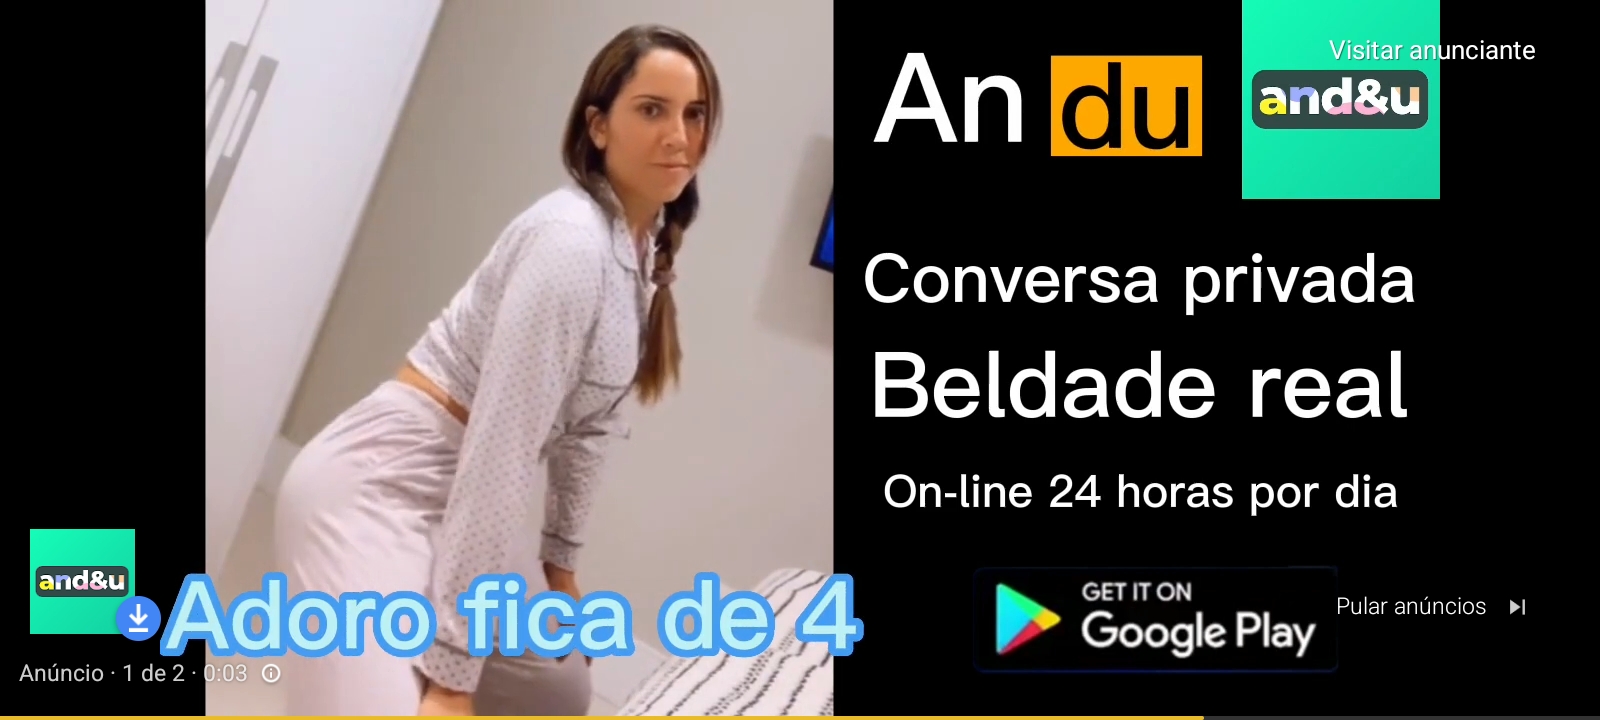 An du
Visitar anunciante
and&u
Conversa privada
Beldade real
On-line 24 horas por dia
and&u
Adoro fica de 4
GET IT ON
Google Play
Pular anúncios
Anúncio · 1 de 2 · 0:03